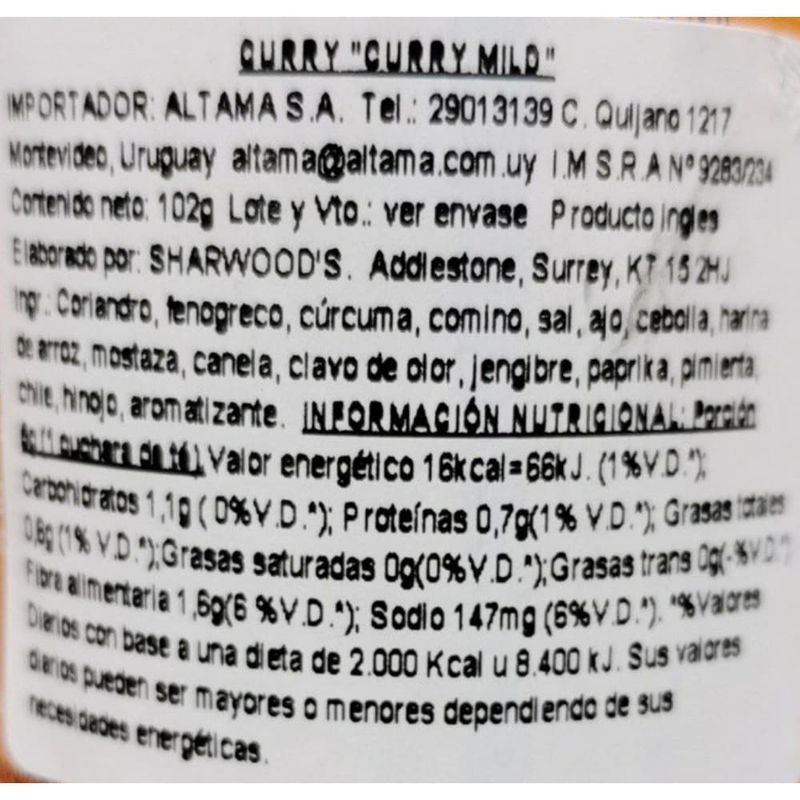 CURRY "CURRY MILD"
IMPORTADOR: ALTAMA S.A. Tel.: 29013139 C. Quijano 1217
Montevideo, Uruguay altama@altama.com.uy I.M.S.R.A Nº 9283/234
Contenido neto: 102g Lote y Vto.: ver envase Producto ingles
Elaborado por: SHARWOOD'S. Addlestone, Surrey, KT 15 2HJ
Ingr.: Coriandro, fenogreco, cúrcuma, comino, sal, ajo, cebolla, harina
de arroz, mostaza, canela, clavo de olor, jengibre, paprika, pimienta,
chile, hinojo, aromatizante. INFORMACIÓN NUTRICIONAL: Porción
6g (1 cuchara de té). Valor energético 16kcal=66kJ. (1%V.D.*);
Carbohidratos 1,1g ( 0%V.D.*); Proteínas 0,7g(1% V.D.*); Grasas totales
0,6g (1% V.D.*);Grasas saturadas 0g(0%V.D.*);Grasas trans 0g(-%V.D.*)
Fibra alimentaria 1,6g(6 %V.D.*); Sodio 147mg (6%V.D.*). *%Valores
Diarios con base a una dieta de 2.000 Kcal u 8.400 kJ. Sus valores
diarios pueden ser mayores o menores dependiendo de sus
necesidades energéticas.